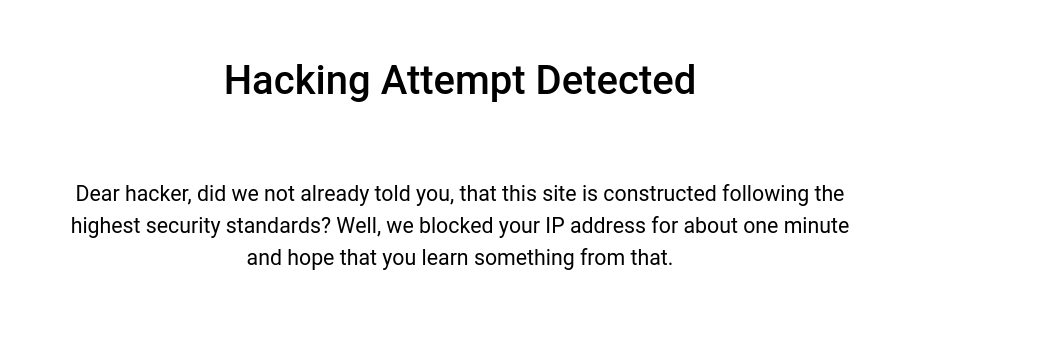 Hacking Attempt Detected
Dear hacker, did we not already told you, that this site is constructed following the
highest security standards? Well, we blocked your IP address for about one minute
and hope that you learn something from that.